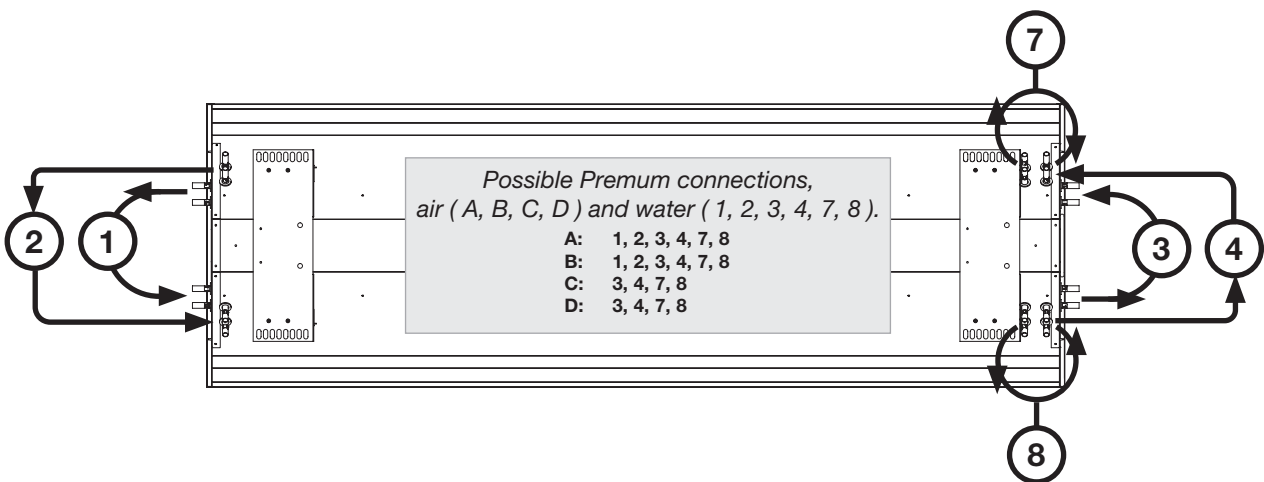 7
Possible Premum connections,
air ( A, B, C, D ) and water ( 1, 2, 3, 4, 7, 8 ).
A: 1, 2, 3, 4, 7, 8
B: 1, 2, 3, 4, 7, 8
C: 3, 4, 7, 8
D: 3, 4, 7, 8
2
1
3
4
8